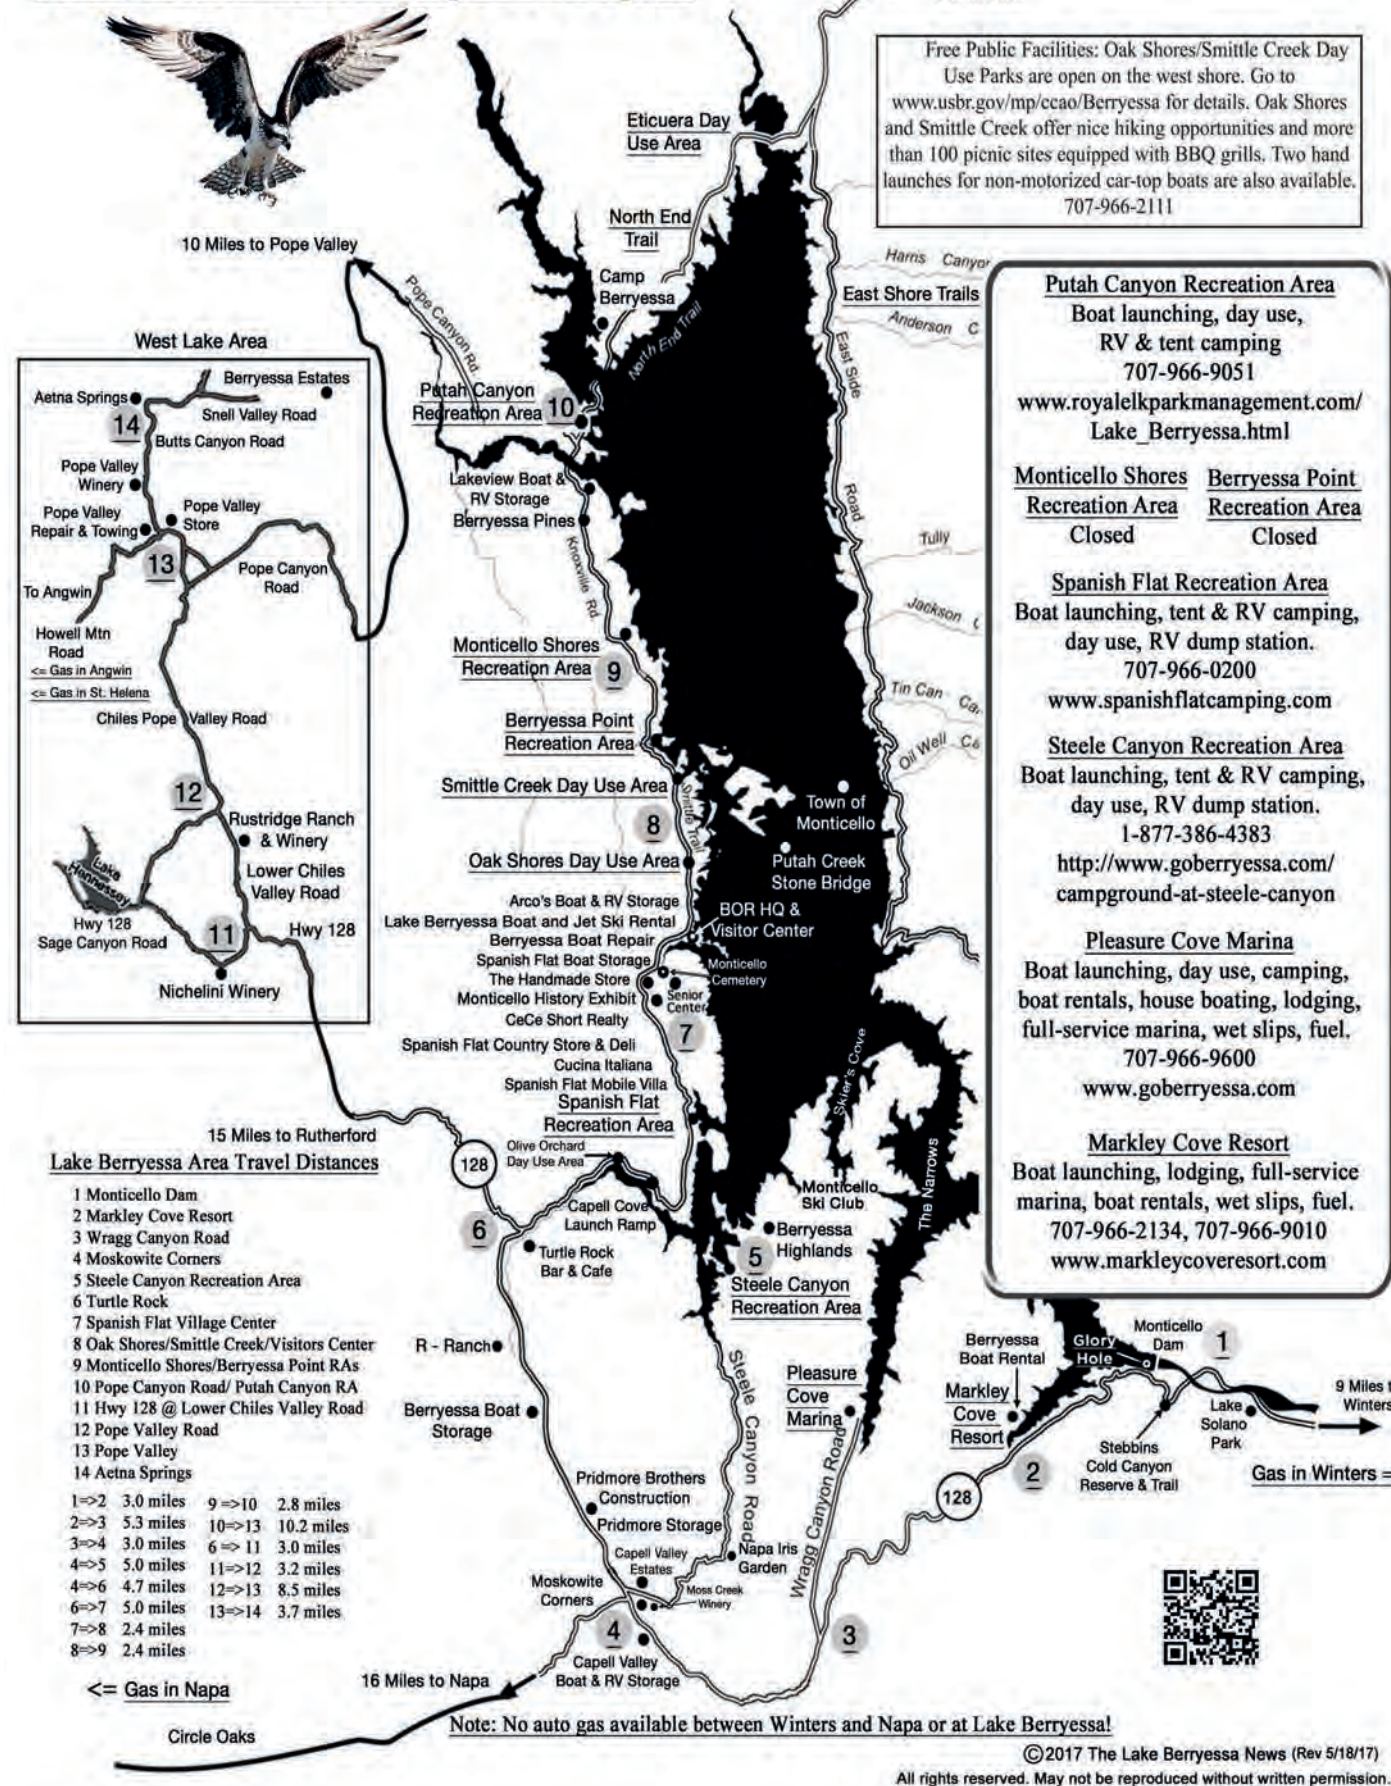 Free Public Facilities: Oak Shores/Smittle Creek Day
Use Parks are open on the west shore. Go to
www.usbr.gov/mp/ccao/Berryessa for details. Oak Shores
and Smittle Creek offer nice hiking opportunities and more
than 100 picnic sites equipped with BBQ grills. Two hand
launches for non-motorized car-top boats are also available.
707-966-2111
Eticuera Day
Use Area
North End
Trail
10 Miles to Pope Valley
Camp
Berryessa
Pope Canyon Rd.
North End Trail
Harris Canyon
East Shore Trails
Anderson C
East Side
Road
Putah Canyon
Recreation Area
10
Lakeview Boat &
RV Storage
Berryessa Pines
Knoxville Rd.
Tully
Jackson
Monticello Shores
Recreation Area
9
Tin Can
Berryessa Point
Recreation Area
Oil Well
Smittle Creek Day Use Area
Smittle Trail
8
Town of
Monticello
Oak Shores Day Use Area
Putah Creek
Stone Bridge
Arco's Boat & RV Storage
Lake Berryessa Boat and Jet Ski Rental
BOR HQ &
Visitor Center
Berryessa Boat Repair
Spanish Flat Boat Storage
Monticello
Cemetery
The Handmade Store
Senior
Center
Monticello History Exhibit
7
CeCe Short Realty
Spanish Flat Country Store & Deli
Cucina Italiana
Spanish Flat Mobile Villa
Spanish Flat
Recreation Area
Skier's Cove
The Narrows
Olive Orchard
Day Use Area
128
Capell Cove
Launch Ramp
Monticello
Ski Club
6
Turtle Rock
Bar & Cafe
Berryessa
Highlands
5
Steele Canyon
Recreation Area
R - Ranch
Berryessa Boat
Storage
Steele Canyon Road
Pleasure
Cove
Marina
Wragg Canyon Road
Pridmore Brothers
Construction
Pridmore Storage
Capell Valley
Estates
Napa Iris
Garden
Moskowite
Corners
Moss Creek
Winery
4
Capell Valley
Boat & RV Storage
3
16 Miles to Napa
<= Gas in Napa
Circle Oaks
West Lake Area
Berryessa Estates
Aetna Springs
14
Snell Valley Road
Butts Canyon Road
Pope Valley
Winery
Pope Valley
Repair & Towing
Pope Valley
Store
13
Pope Canyon
Road
To Angwin
Howell Mtn
Road
<= Gas in Angwin
<= Gas in St. Helena
Chiles Pope Valley Road
12
Rustridge Ranch
& Winery
Lake
Hennessey
Lower Chiles
Valley Road
Hwy 128
Sage Canyon Road
11
Hwy 128
Nichelini Winery
15 Miles to Rutherford
Lake Berryessa Area Travel Distances
1 Monticello Dam
2 Markley Cove Resort
3 Wragg Canyon Road
4 Moskowite Corners
5 Steele Canyon Recreation Area
6 Turtle Rock
7 Spanish Flat Village Center
8 Oak Shores/Smittle Creek/Visitors Center
9 Monticello Shores/Berryessa Point RAs
10 Pope Canyon Road/ Putah Canyon RA
11 Hwy 128 @ Lower Chiles Valley Road
12 Pope Valley Road
13 Pope Valley
14 Aetna Springs
1=>2 3.0 miles 9 =>10 2.8 miles
2=>3 5.3 miles 10=>13 10.2 miles
3=>4 3.0 miles 6 => 11 3.0 miles
4=>5 5.0 miles 11=>12 3.2 miles
4=>6 4.7 miles 12=>13 8.5 miles
6=>7 5.0 miles 13=>14 3.7 miles
7=>8 2.4 miles
8=>9 2.4 miles
Putah Canyon Recreation Area
Boat launching, day use,
RV & tent camping
707-966-9051
www.royalelkparkmanagement.com/
Lake_Berryessa.html
Monticello Shores
Recreation Area
Closed
Berryessa Point
Recreation Area
Closed
Spanish Flat Recreation Area
Boat launching, tent & RV camping,
day use, RV dump station.
707-966-0200
www.spanishflatcamping.com
Steele Canyon Recreation Area
Boat launching, tent & RV camping,
day use, RV dump station.
1-877-386-4383
http://www.goberryessa.com/
campground-at-steele-canyon
Pleasure Cove Marina
Boat launching, day use, camping,
boat rentals, house boating, lodging,
full-service marina, wet slips, fuel.
707-966-9600
www.goberryessa.com
Markley Cove Resort
Boat launching, lodging, full-service
marina, boat rentals, wet slips, fuel.
707-966-2134, 707-966-9010
www.markleycoveresort.com
Berryessa
Boat Rental
Glory
Hole
Monticello
Dam
1
Markley
Cove
Resort
9 Miles t
Winters
Lake
Solano
Park
2
Stebbins
Cold Canyon
Reserve & Trail
Gas in Winters =
128
Note: No auto gas available between Winters and Napa or at Lake Berryessa!
©2017 The Lake Berryessa News (Rev 5/18/17)
All rights reserved. May not be reproduced without written permission.